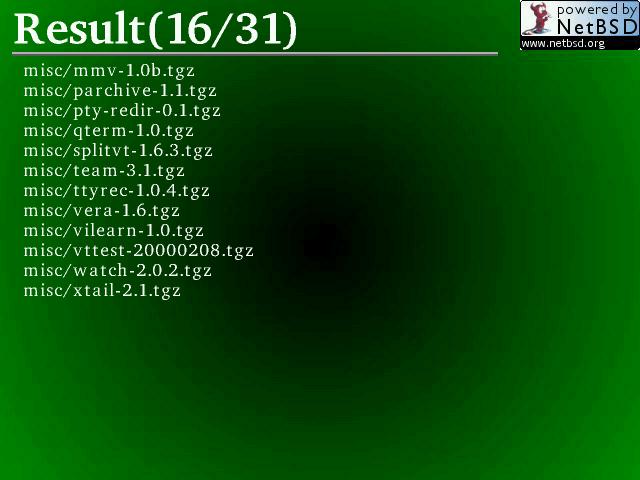 Result(16/31)
powered by
NetBSD
www.netbsd.org
misc/mmv-1.0b.tgz
misc/parchive-1.1.tgz
misc/pty-redir-0.1.tgz
misc/qterm-1.0.tgz
misc/splitvt-1.6.3.tgz
misc/team-3.1.tgz
misc/ttyrec-1.0.4.tgz
misc/vera-1.6.tgz
misc/vilearn-1.0.tgz
misc/vttest-20000208.tgz
misc/watch-2.0.2.tgz
misc/xtail-2.1.tgz